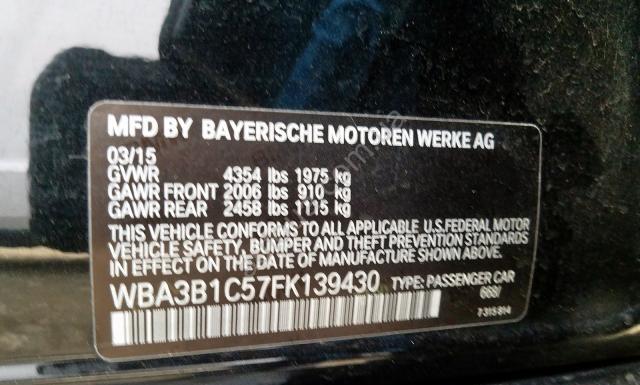 MFD BY BAYERISCHE MOTOREN WERKE AG
03/15
GVWR 4354 lbs 1975 kg
GAWR FRONT 2006 lbs 910 kg
GAWR REAR 2458 lbs 1115 kg
THIS VEHICLE CONFORMS TO ALL APPLICABLE U.S.FEDERAL MOTOR
VEHICLE SAFETY, BUMPER AND THEFT PREVENTION STANDARDS
IN EFFECT ON THE DATE OF MANUFACTURE SHOWN ABOVE.
WBA3B1C57FK139430 TYPE: PASSENGER CAR
668/
7315814